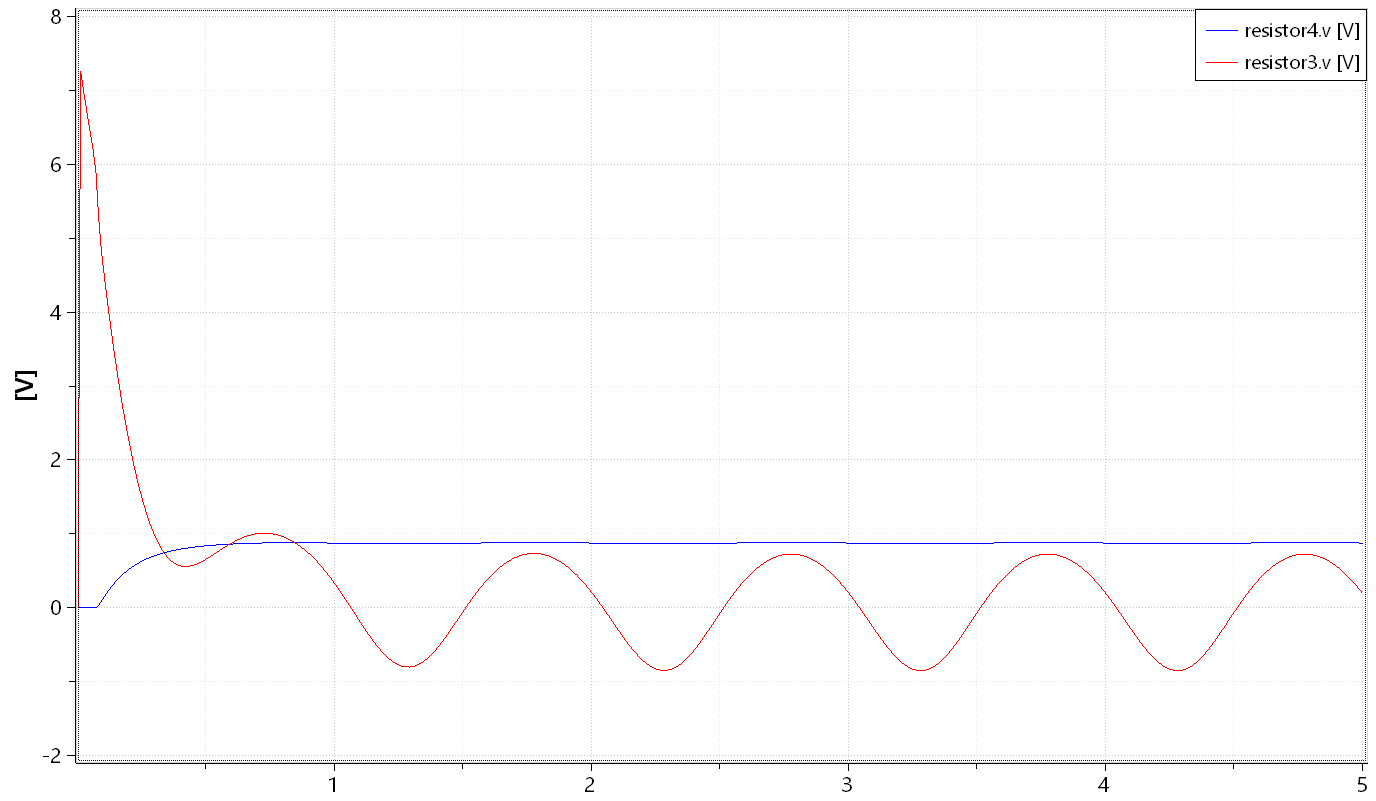 resistor4.v [V]
resistor3.v [V]
8
6
4
2
0
-2
[V]
1 2 3 4 5